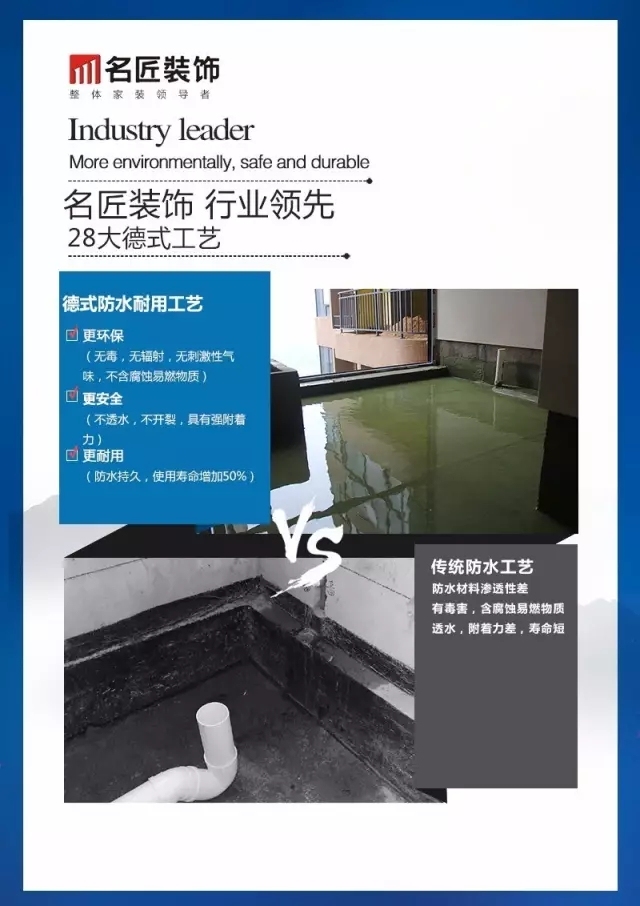 名匠装饰
整体家装领导者
Industry leader
More environmentally, safe and durable
名匠装饰 行业领先
28大德式工艺
德式防水耐用工艺
更环保
（无毒，无辐射，无刺激性气
味，不含腐蚀易燃物质）
更安全
（不透水，不开裂，具有强附着
力）
更耐用
（防水持久，使用寿命增加50%）
VS
传统防水工艺
防水材料渗透性差
有毒害，含腐蚀易燃物质
透水，附着力差，寿命短